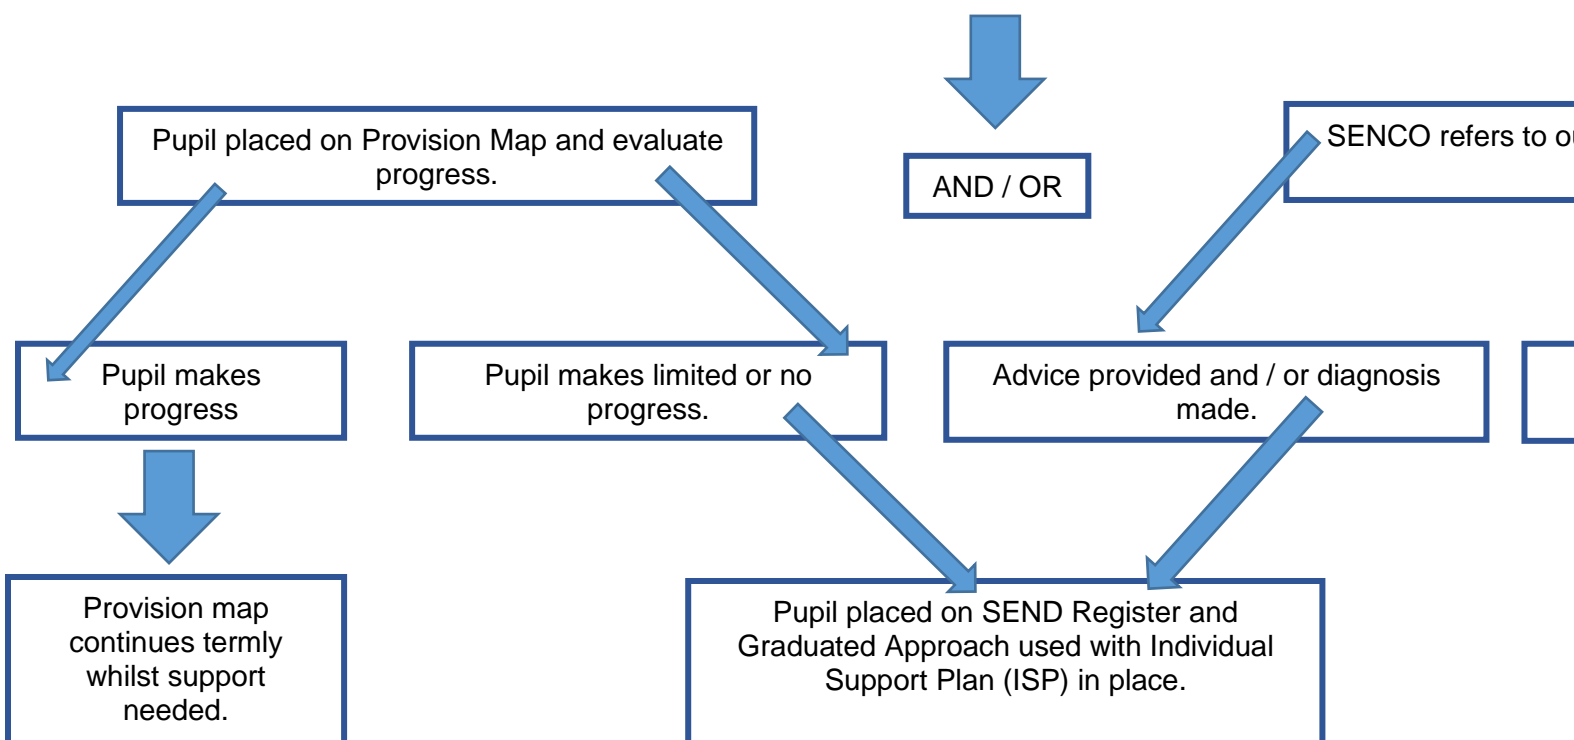 Pupil placed on Provision Map and evaluate
progress.
AND / OR
SENCO refers to
Pupil makes
progress
Pupil makes limited or no
progress.
Advice provided and / or diagnosis
made.
Provision map
continues termly
whilst support
needed.
Pupil placed on SEND Register and
Graduated Approach used with Individual
Support Plan (ISP) in place.